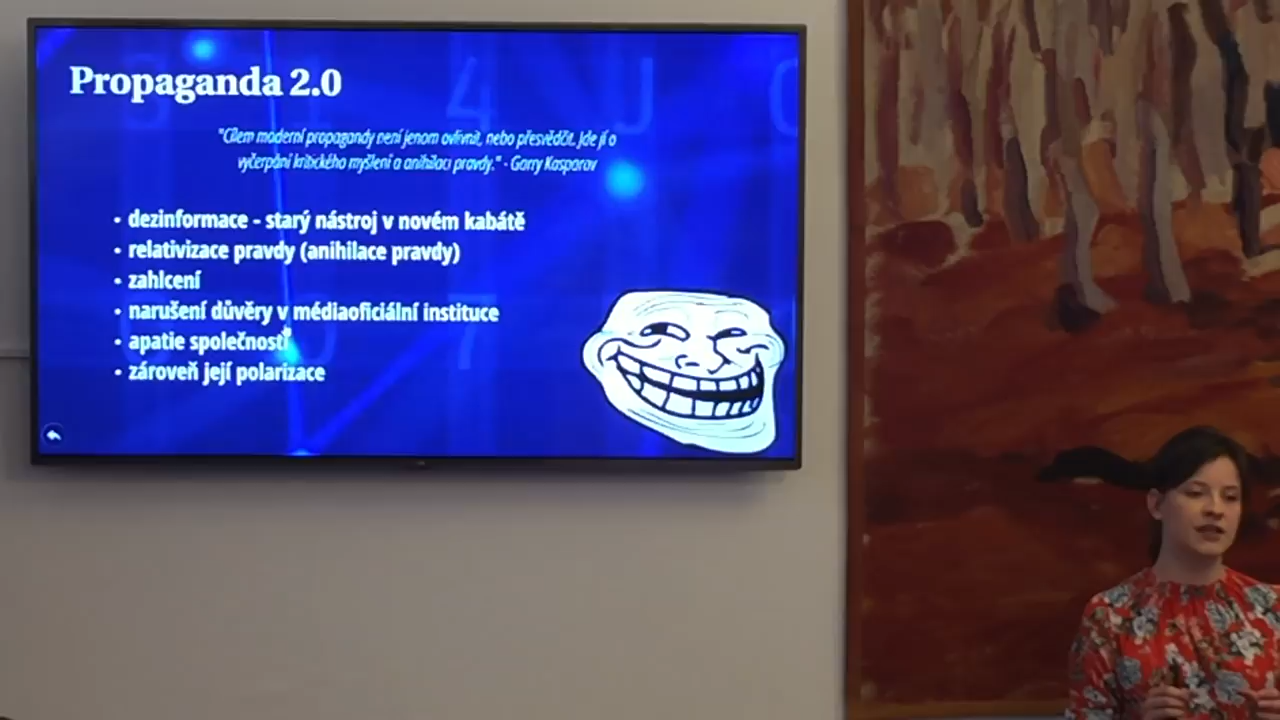 Propaganda 2.0
"Cílem moderní propagandy není jenom ovlivnit, nebo přesvědčit. Jde jí o
vyčerpání kritického myšlení a anihilaci pravdy." - Garry Kasparov
• dezinformace - starý nástroj v novém kabátě
• relativizace pravdy (anihilace pravdy)
• zahlcení
• narušení důvěry v médiaoficiální instituce
• apatie společnosti
• zároveň její polarizace